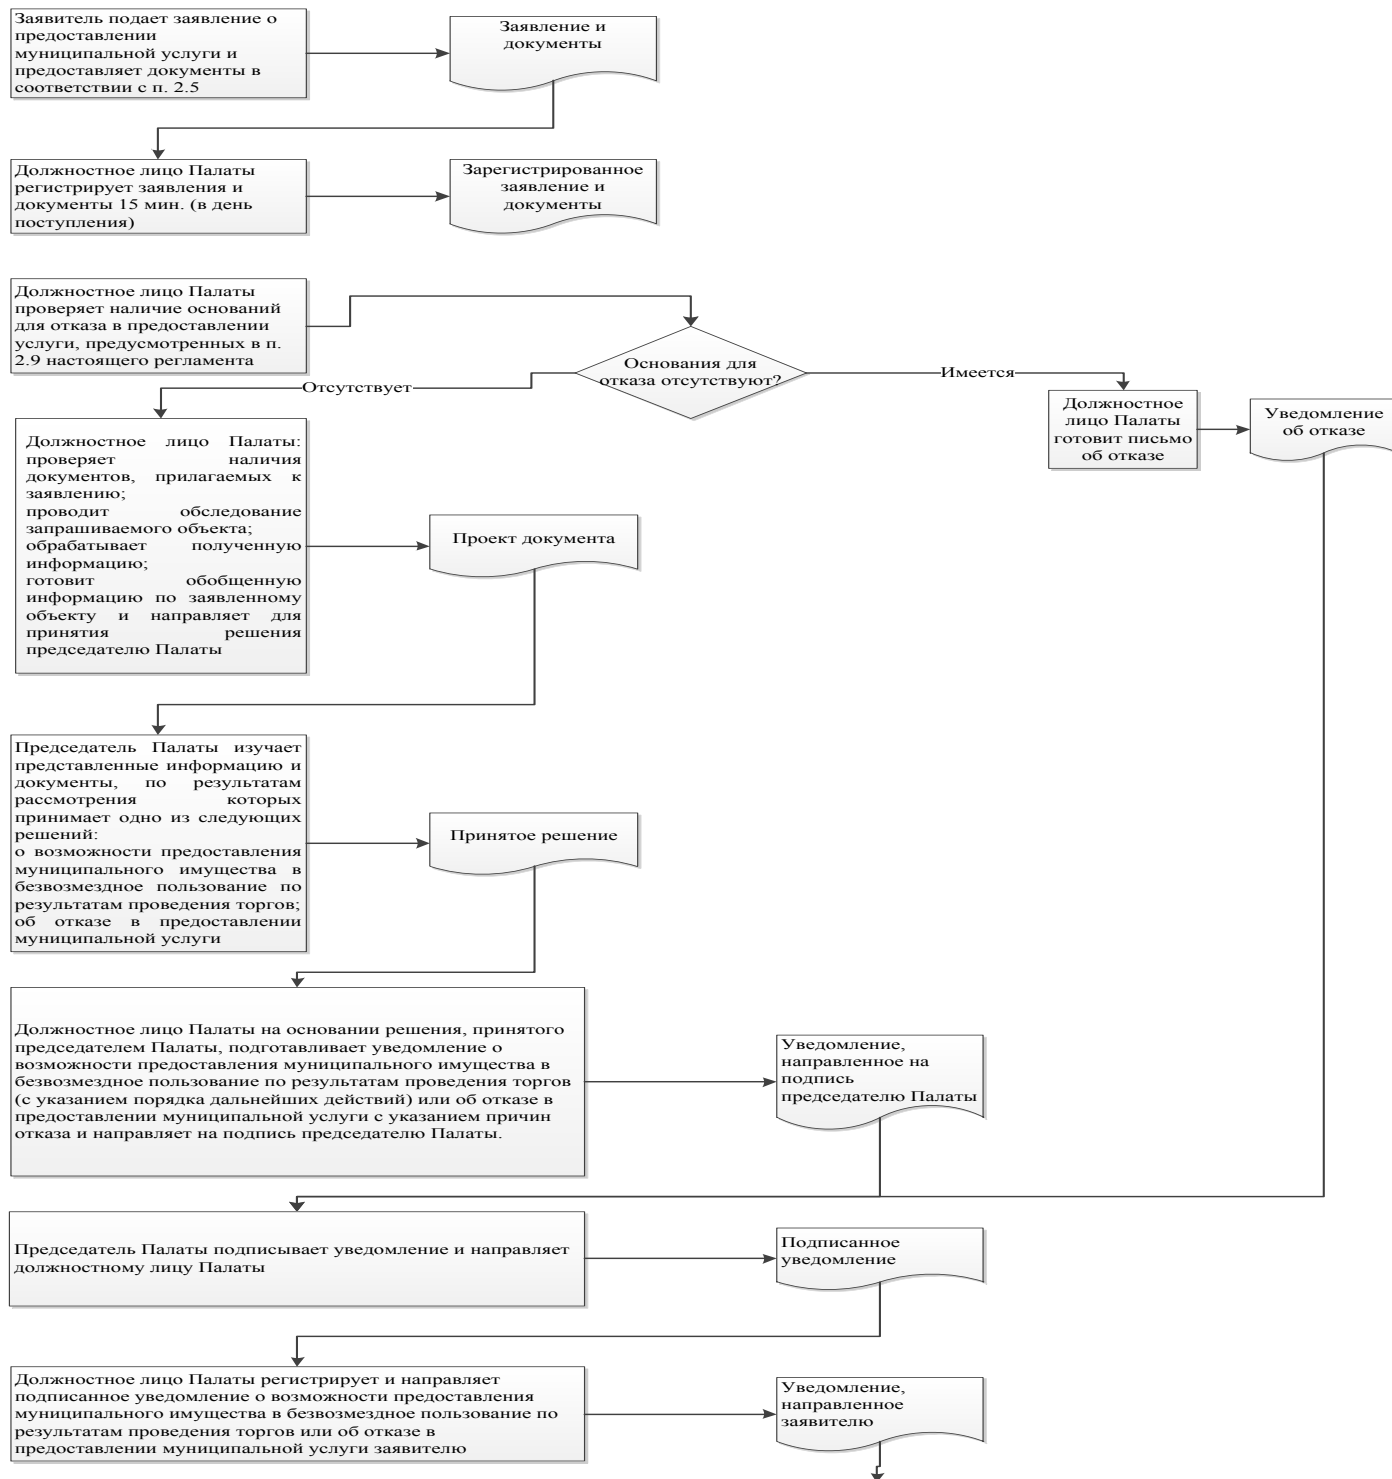 Заявитель подает заявление о
предоставлении
муниципальной услуги и
предоставляет документы в
соответствии с п. 2.5
Заявление и
документы
Должностное лицо Палаты
регистрирует заявления и
документы 15 мин. (в день
поступления)
Зарегистрированное
заявление и
документы
Должностное лицо Палаты
проверяет наличие оснований
для отказа в предоставлении
услуги, предусмотренных в п.
2.9 настоящего регламента
Основания для
отказа отсутствуют?
Отсутствует
Имеется
Должностное
лицо Палаты
готовит письмо
об отказе
Уведомление
об отказе
Должностное лицо Палаты:
проверяет наличия
документов, прилагаемых к
заявлению;
проводит обследование
запрашиваемого объекта;
обрабатывает полученную
информацию;
готовит обобщенную
информацию по заявленному
объекту и направляет для
принятия решения
председателю Палаты
Проект документа
Председатель Палаты изучает
представленные информацию и
документы, по результатам
рассмотрения которых
принимает одно из следующих
решений:
о возможности предоставления
муниципального имущества в
безвозмездное пользование по
результатам проведения торгов;
об отказе в предоставлении
муниципальной услуги
Принятое решение
Должностное лицо Палаты на основании решения, принятого
председателем Палаты, подготавливает уведомление о
возможности предоставления муниципального имущества в
безвозмездное пользование по результатам проведения торгов
(с указанием порядка дальнейших действий) или об отказе в
предоставлении муниципальной услуги с указанием причин
отказа и направляет на подпись председателю Палаты.
Уведомление,
направленное на
подпись
председателю Палаты
Председатель Палаты подписывает уведомление и направляет
должностному лицу Палаты
Подписанное
уведомление
Должностное лицо Палаты регистрирует и направляет
подписанное уведомление о возможности предоставления
муниципального имущества в безвозмездное пользование по
результатам проведения торгов или об отказе в
предоставлении муниципальной услуги заявителю
Уведомление,
направленное
заявителю